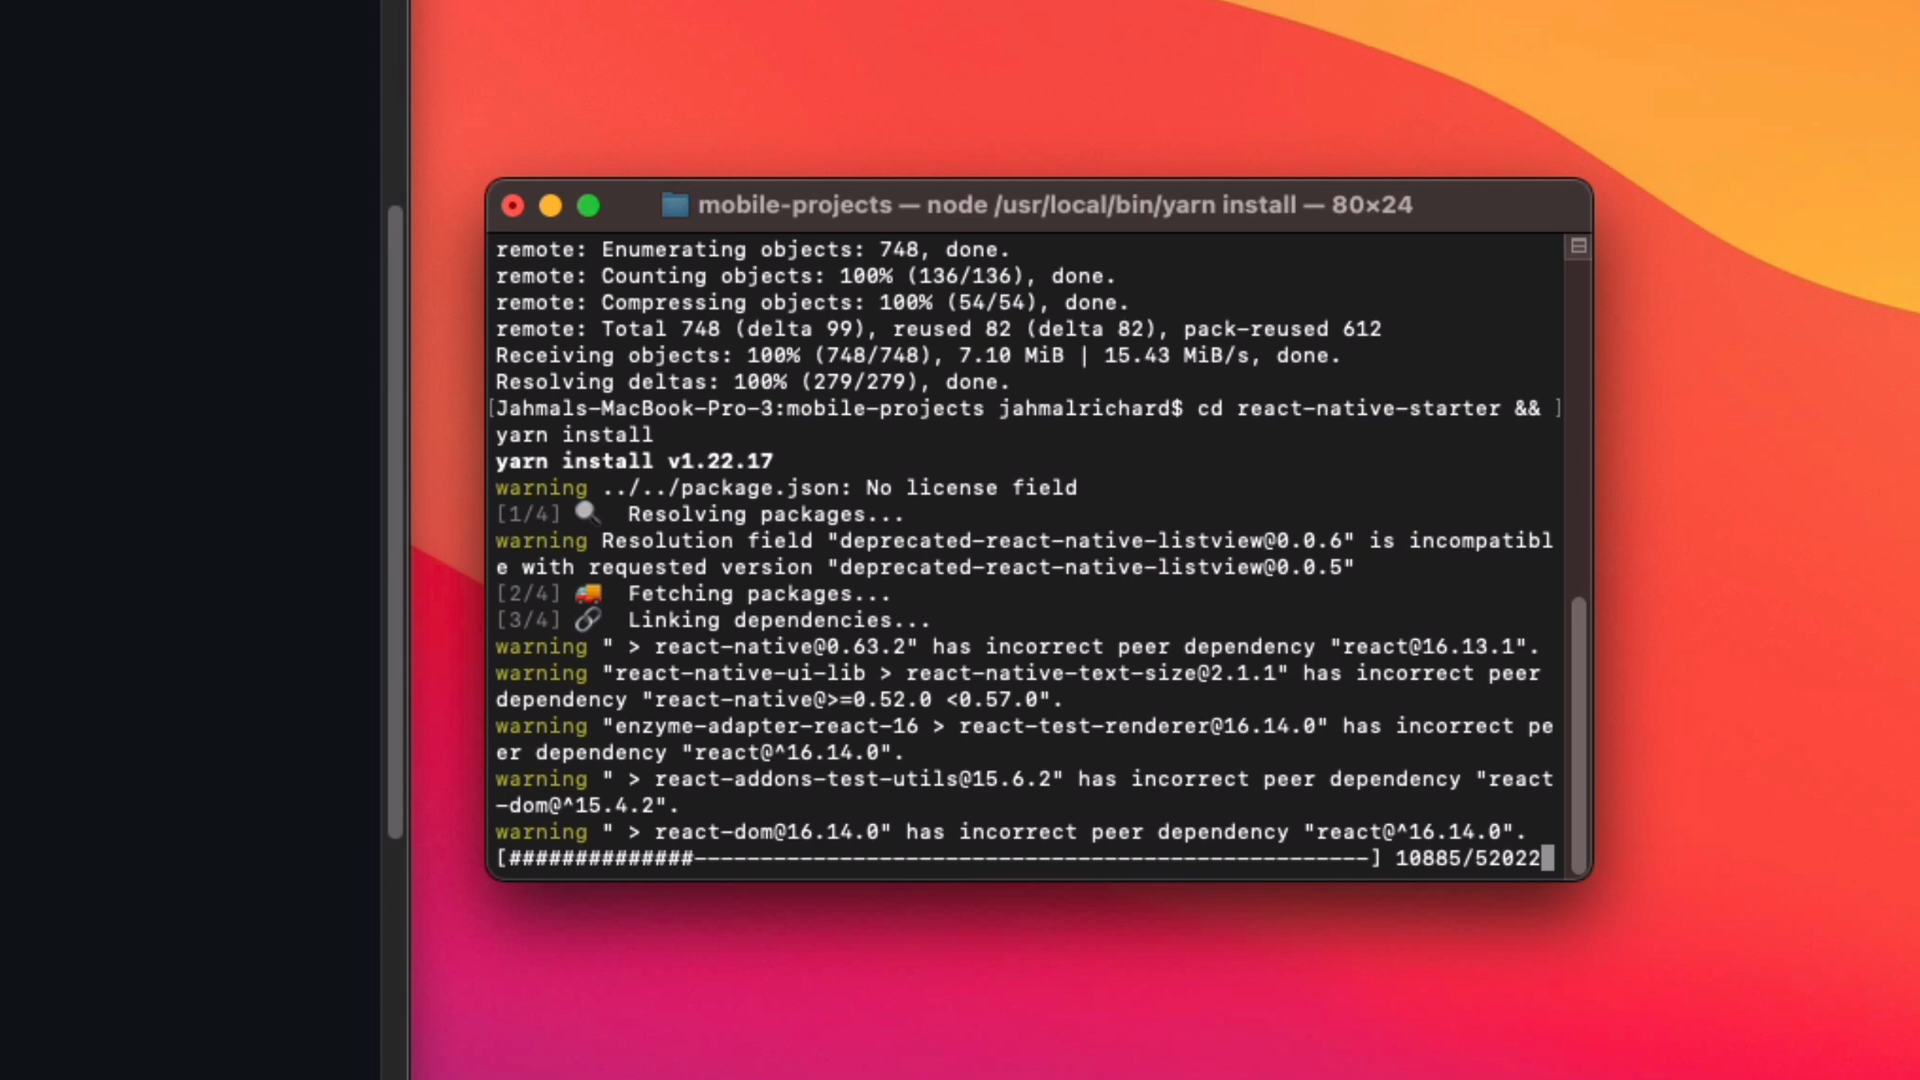 mobile-projects — node /usr/local/bin/yarn install — 80×24
remote: Enumerating objects: 748, done.
remote: Counting objects: 100% (136/136), done.
remote: Compressing objects: 100% (54/54), done.
remote: Total 748 (delta 99), reused 82 (delta 82), pack-reused 612
Receiving objects: 100% (748/748), 7.10 MiB | 15.43 MiB/s, done.
Resolving deltas: 100% (279/279), done.
[Jahmals-MacBook-Pro-3:mobile-projects jahmalrichard$ cd react-native-starter && ]
yarn install
yarn install v1.22.17
warning ../../package.json: No license field
[1/4] 🔍  Resolving packages...
warning Resolution field "deprecated-react-native-listview@0.0.6" is incompatibl
e with requested version "deprecated-react-native-listview@0.0.5"
[2/4] 🚚  Fetching packages...
[3/4] 🔗  Linking dependencies...
warning " > react-native@0.63.2" has incorrect peer dependency "react@16.13.1".
warning "react-native-ui-lib > react-native-text-size@2.1.1" has incorrect peer
dependency "react-native@>=0.52.0 <0.57.0".
warning "enzyme-adapter-react-16 > react-test-renderer@16.14.0" has incorrect pe
er dependency "react@^16.14.0".
warning " > react-addons-test-utils@15.6.2" has incorrect peer dependency "react
-dom@^15.4.2".
warning " > react-dom@16.14.0" has incorrect peer dependency "react@^16.14.0".
[##############---------------------------------------------------] 10885/52022